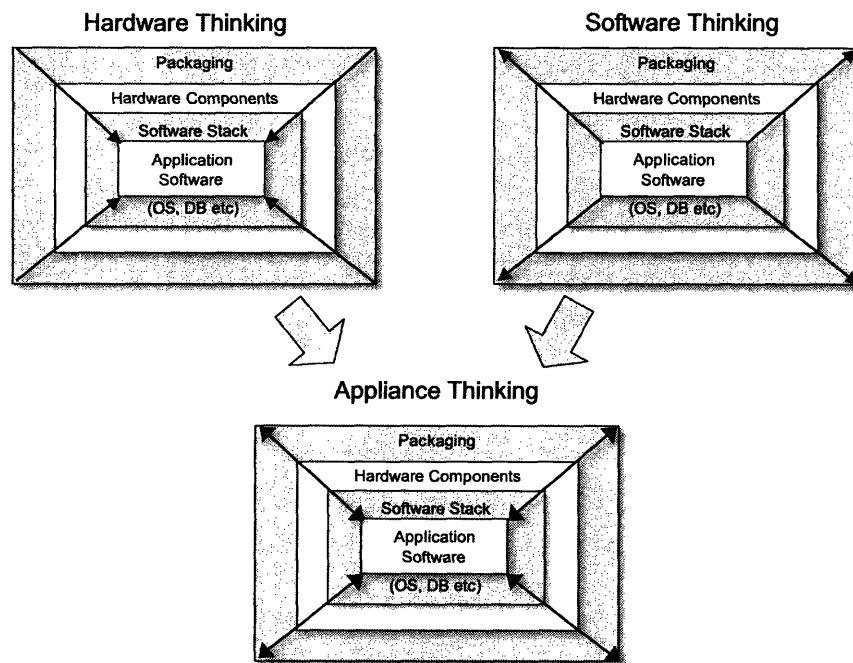 Hardware Thinking
Packaging
Hardware Components
Software Stack
Application
Software
(OS, DB etc)
Software Thinking
Packaging
Hardware Components
Software Stack
Application
Software
(OS, DB etc)
Appliance Thinking
Packaging
Hardware Components
Software Stack
Application
Software
(OS, DB etc)